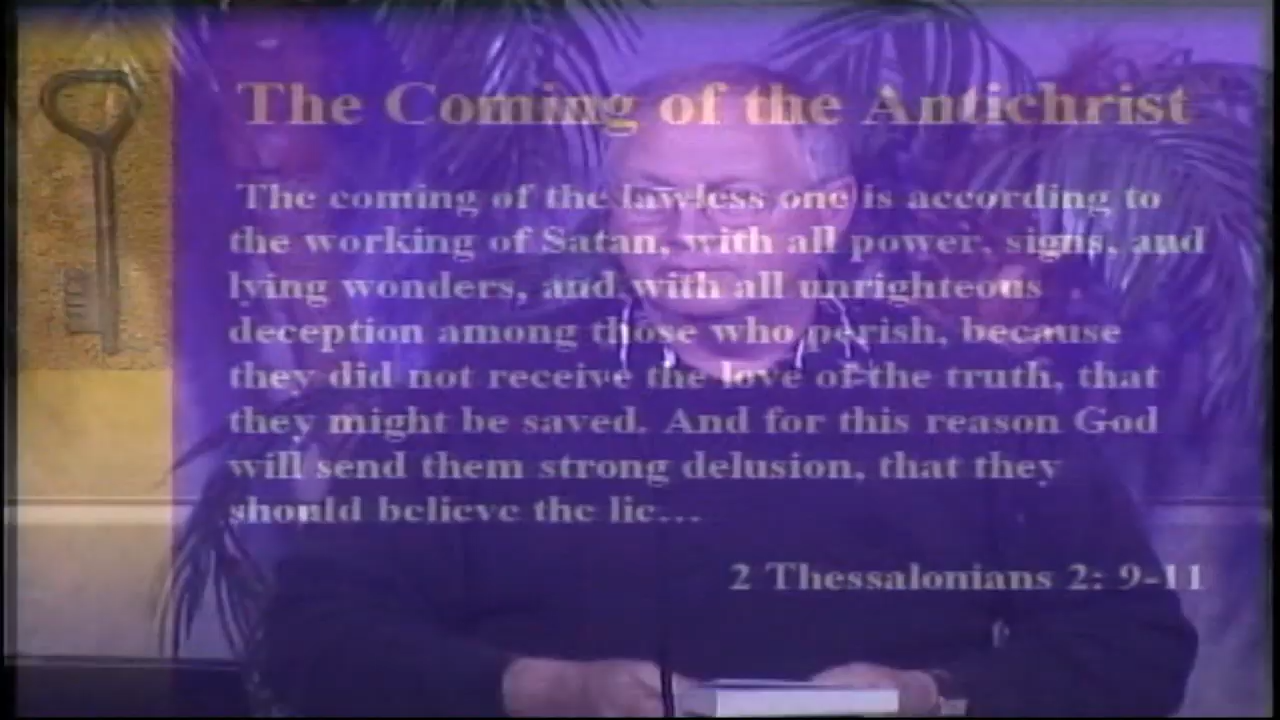 The Coming of the Antichrist
The coming of the lawless one is according to
the working of Satan, with all power, signs, and
lying wonders, and with all unrighteous
deception among those who perish, because
they did not receive the love of the truth, that
they might be saved. And for this reason God
will send them strong delusion, that they
should believe the lie...
2 Thessalonians 2: 9-11